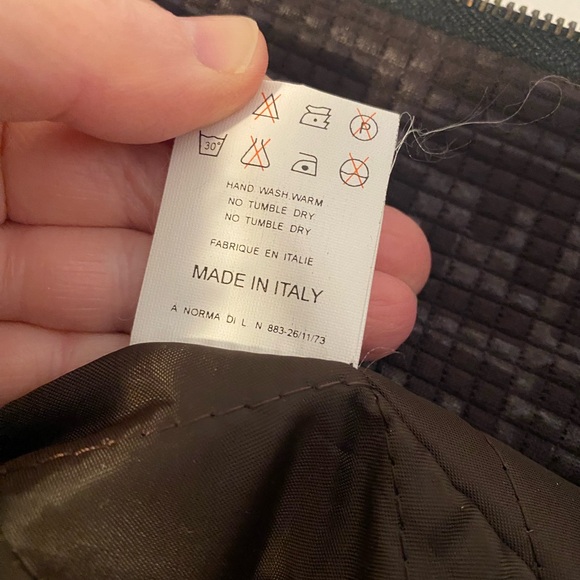 R
30°
HAND WASH WARM
NO TUMBLE DRY
NO TUMBLE DRY
FABRIQUE EN ITALIE
MADE IN ITALY
A NORMA DI L N 883-26/11/73